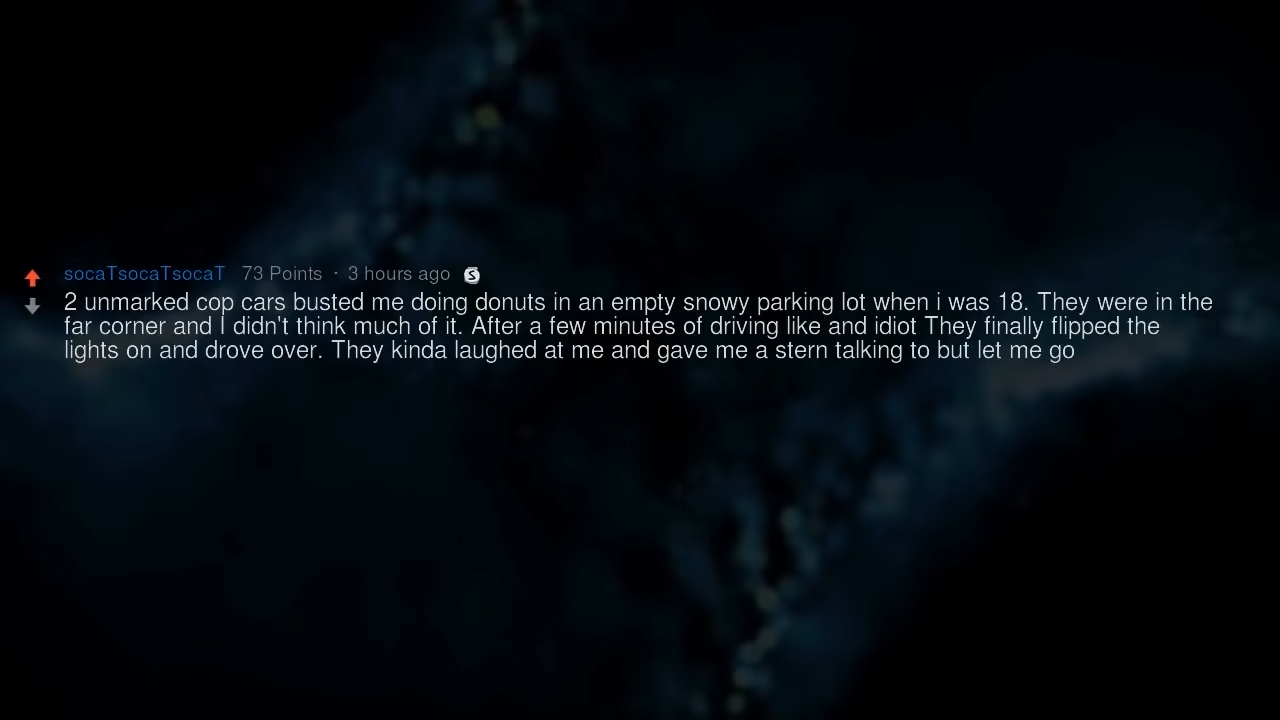 socaTsocaTsocaT 73 Points · 3 hours ago S
2 unmarked cop cars busted me doing donuts in an empty snowy parking lot when i was 18. They were in the
far corner and I didn't think much of it. After a few minutes of driving like and idiot They finally flipped the
lights on and drove over. They kinda laughed at me and gave me a stern talking to but let me go